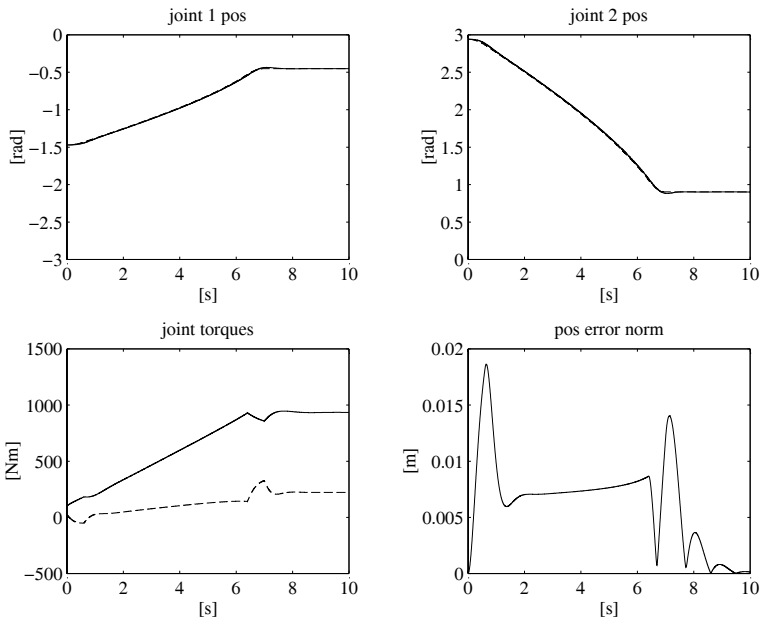 joint 1 pos
0
−0.5
−1
−1.5
−2
−2.5
−3
[rad]
0 2 4 6 8 10
[s]
joint 2 pos
3
2.5
2
1.5
1
0.5
0
[rad]
0 2 4 6 8 10
[s]
joint torques
1500
1000
500
0
−500
[Nm]
0 2 4 6 8 10
[s]
pos error norm
0.02
0.015
0.01
0.005
0
[m]
0 2 4 6 8 10
[s]